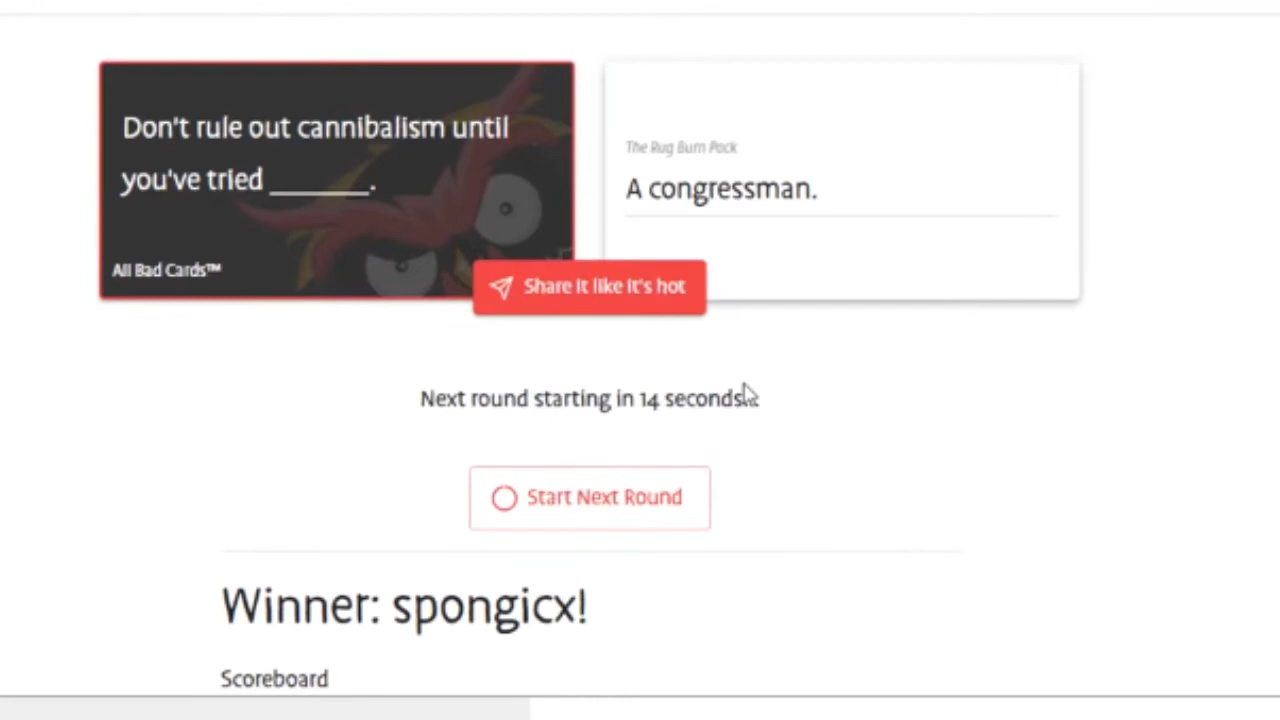 Don't rule out cannibalism until
you've tried _______.
All Bad Cards™
The Rug Burn Pack
A congressman.
Share it like it's hot
Next round starting in 14 seconds...
Start Next Round
Winner: spongicx!
Scoreboard